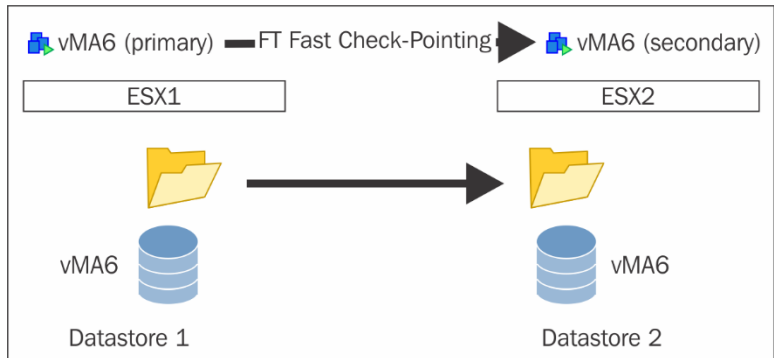 vMA6 (primary) FT Fast Check-Pointing vMA6 (secondary)
ESX1 ESX2
vMA6 vMA6
Datastore 1 Datastore 2